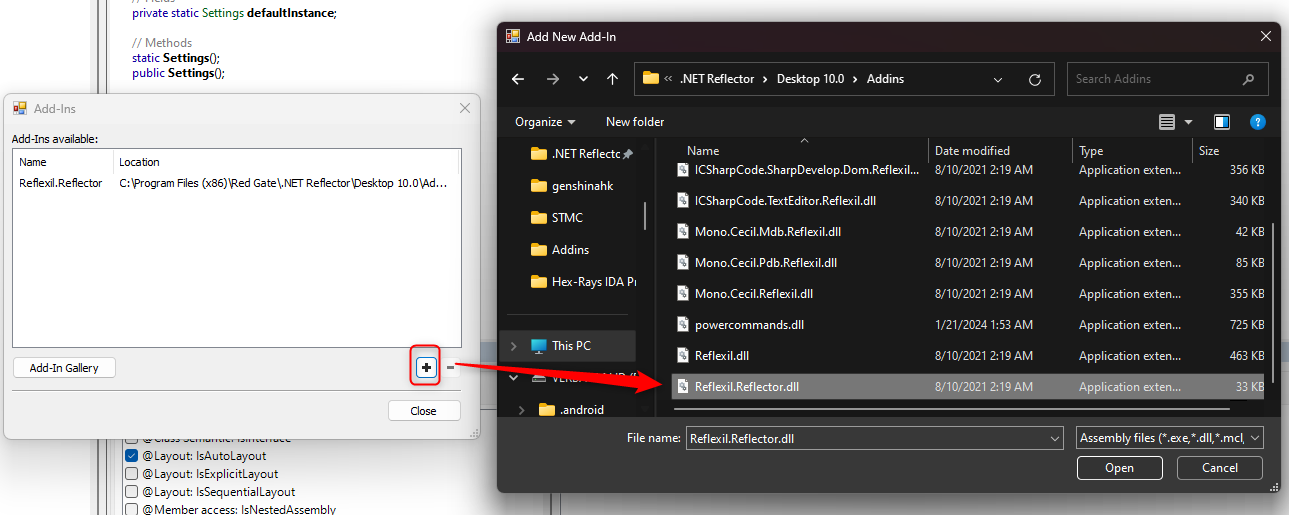 // Fields
private static Settings defaultInstance;
// Methods
static Settings();
public Settings();
Add-Ins
Add-Ins available:
Name Location
Reflexil.Reflector C:\Program Files (x86)\Red Gate\.NET Reflector\Desktop 10.0\Ad...
Add-In Gallery
Close
@Class Semantic: IsInterface
@Layout: IsAutoLayout
@Layout: IsExplicitLayout
@Layout: IsSequentialLayout
@Member access: IsNestedAssembly
Add New Add-In
« .NET Reflector > Desktop 10.0 > Addins
Search Addins
Organize New folder
.NET Reflectc
genshinahk
STMC
Addins
Hex-Rays IDA Pr
This PC
.android
Name Date modified Type Size
ICSharpCode.SharpDevelop.Dom.Reflexil... 8/10/2021 2:19 AM Application exten... 356 KB
ICSharpCode.TextEditor.Reflexil.dll 8/10/2021 2:19 AM Application exten... 340 KB
Mono.Cecil.Mdb.Reflexil.dll 8/10/2021 2:19 AM Application exten... 42 KB
Mono.Cecil.Pdb.Reflexil.dll 8/10/2021 2:19 AM Application exten... 85 KB
Mono.Cecil.Reflexil.dll 8/10/2021 2:19 AM Application exten... 355 KB
powercommands.dll 1/21/2024 1:53 AM Application exten... 725 KB
Reflexil.dll 8/10/2021 2:19 AM Application exten... 463 KB
Reflexil.Reflector.dll 8/10/2021 2:19 AM Application exten... 33 KB
File name: Reflexil.Reflector.dll
Assembly files (*.exe,*.dll,*.mcl,
Open
Cancel